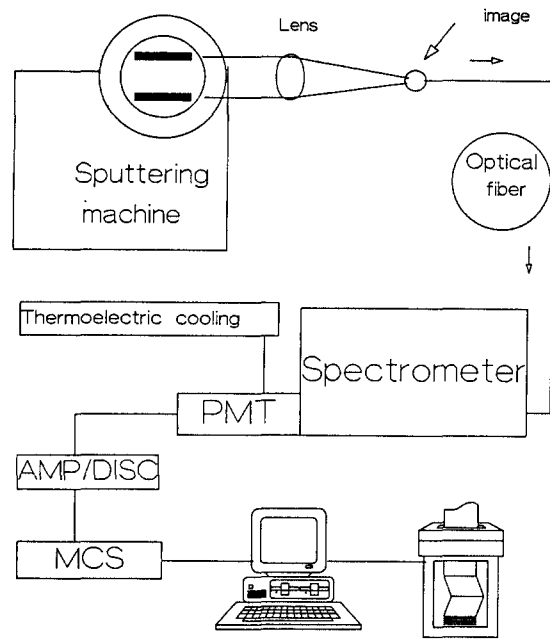 Lens
image
Sputtering
machine
Optical
fiber
Thermoelectric cooling
Spectrometer
PMT
AMP/DISC
MCS